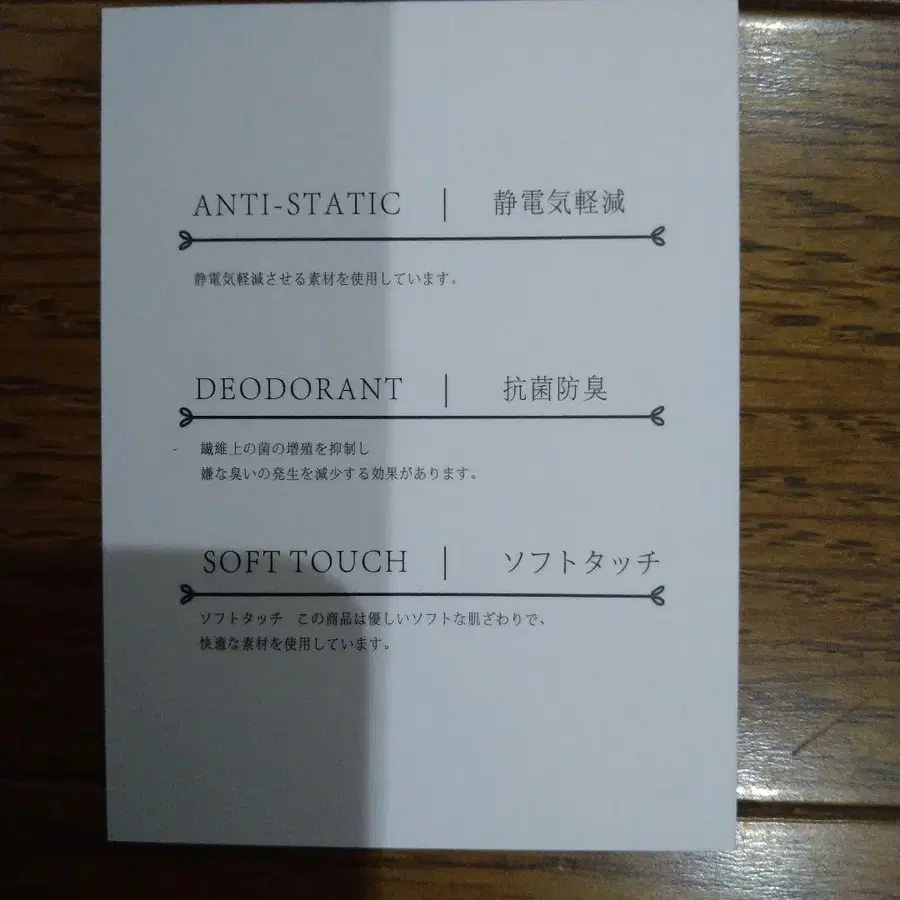 ANTI-STATIC | 静電気軽減
静電気軽減させる素材を使用しています。
DEODORANT | 抗菌防臭
繊維上の菌の増殖を抑制し
嫌な臭いの発生を減少する効果があります。
SOFT TOUCH | ソフトタッチ
ソフトタッチ この商品は優しいソフトな肌ざわりで、
快適な素材を使用しています。